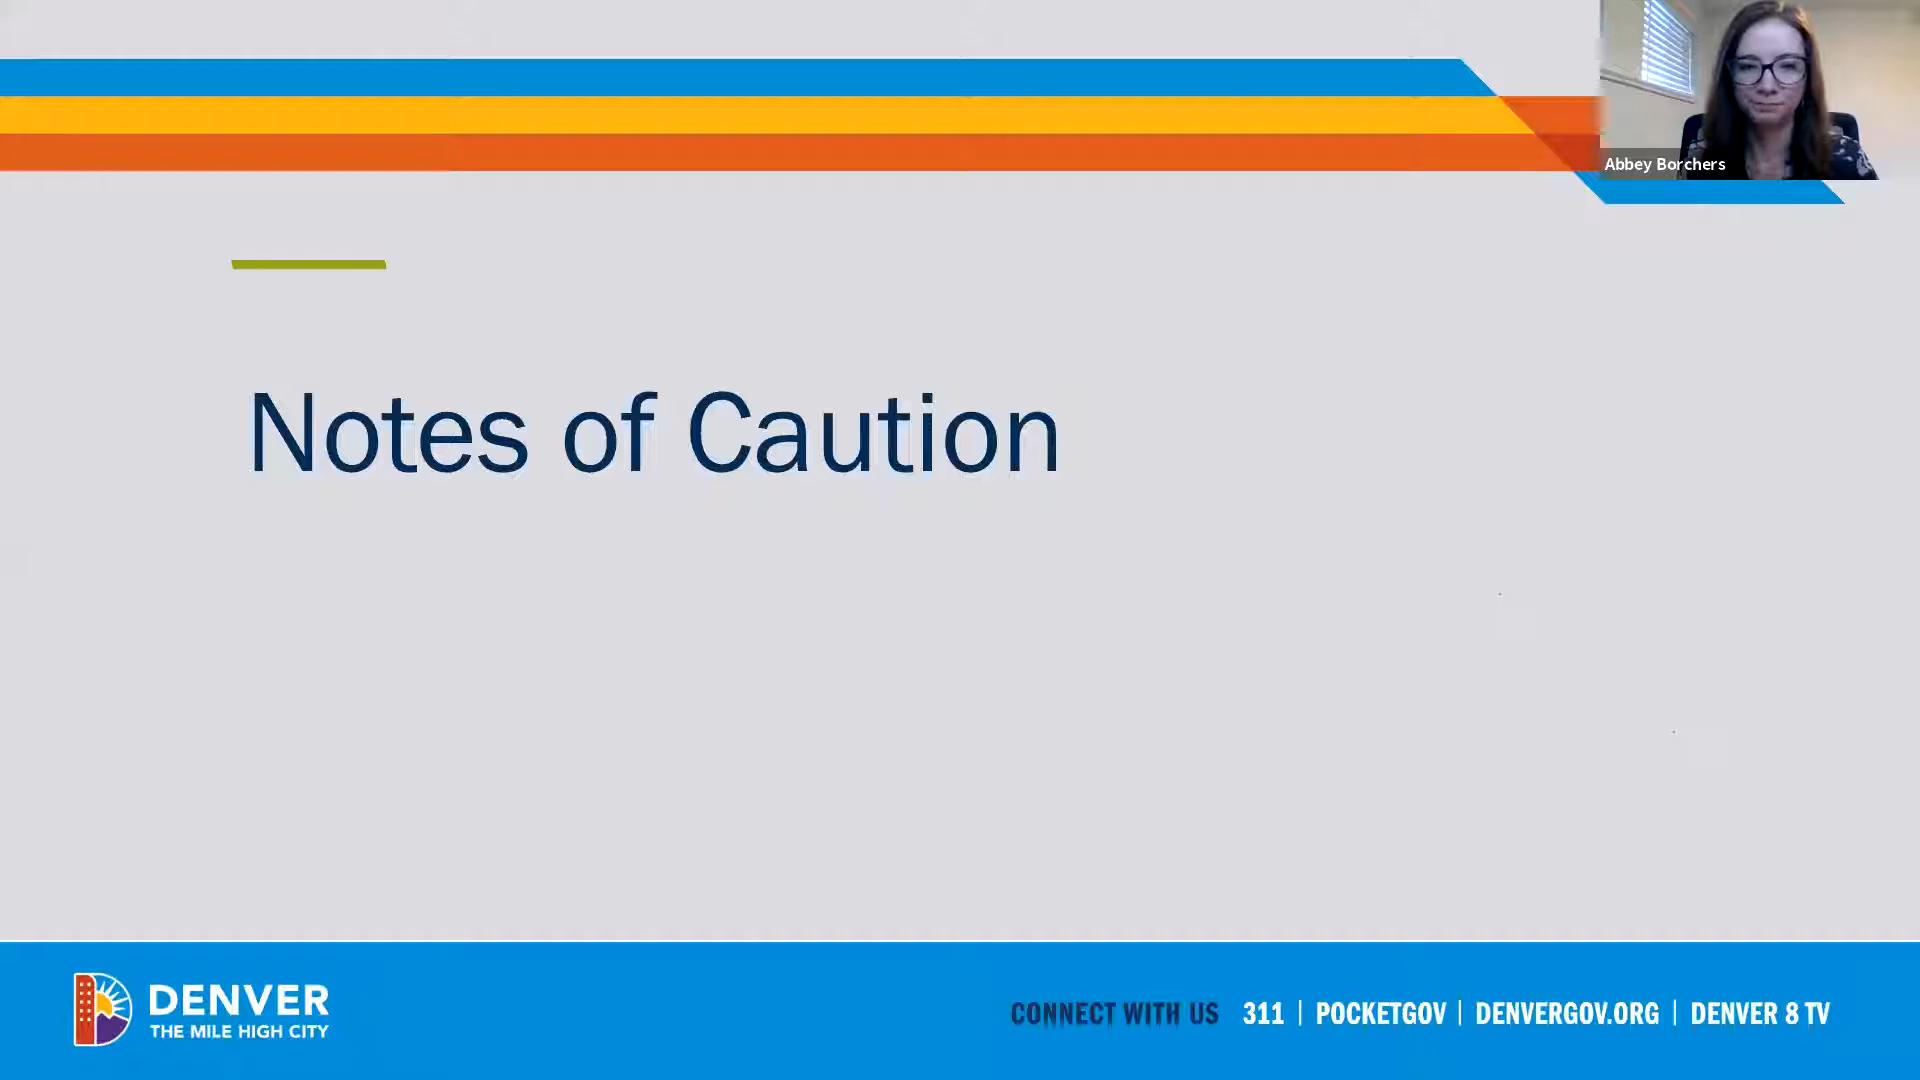 Abbey Borchers
Notes of Caution
DENVER
THE MILE HIGH CITY
CONNECT WITH US 311 | POCKETGOV | DENVERGOV.ORG | DENVER 8 TV